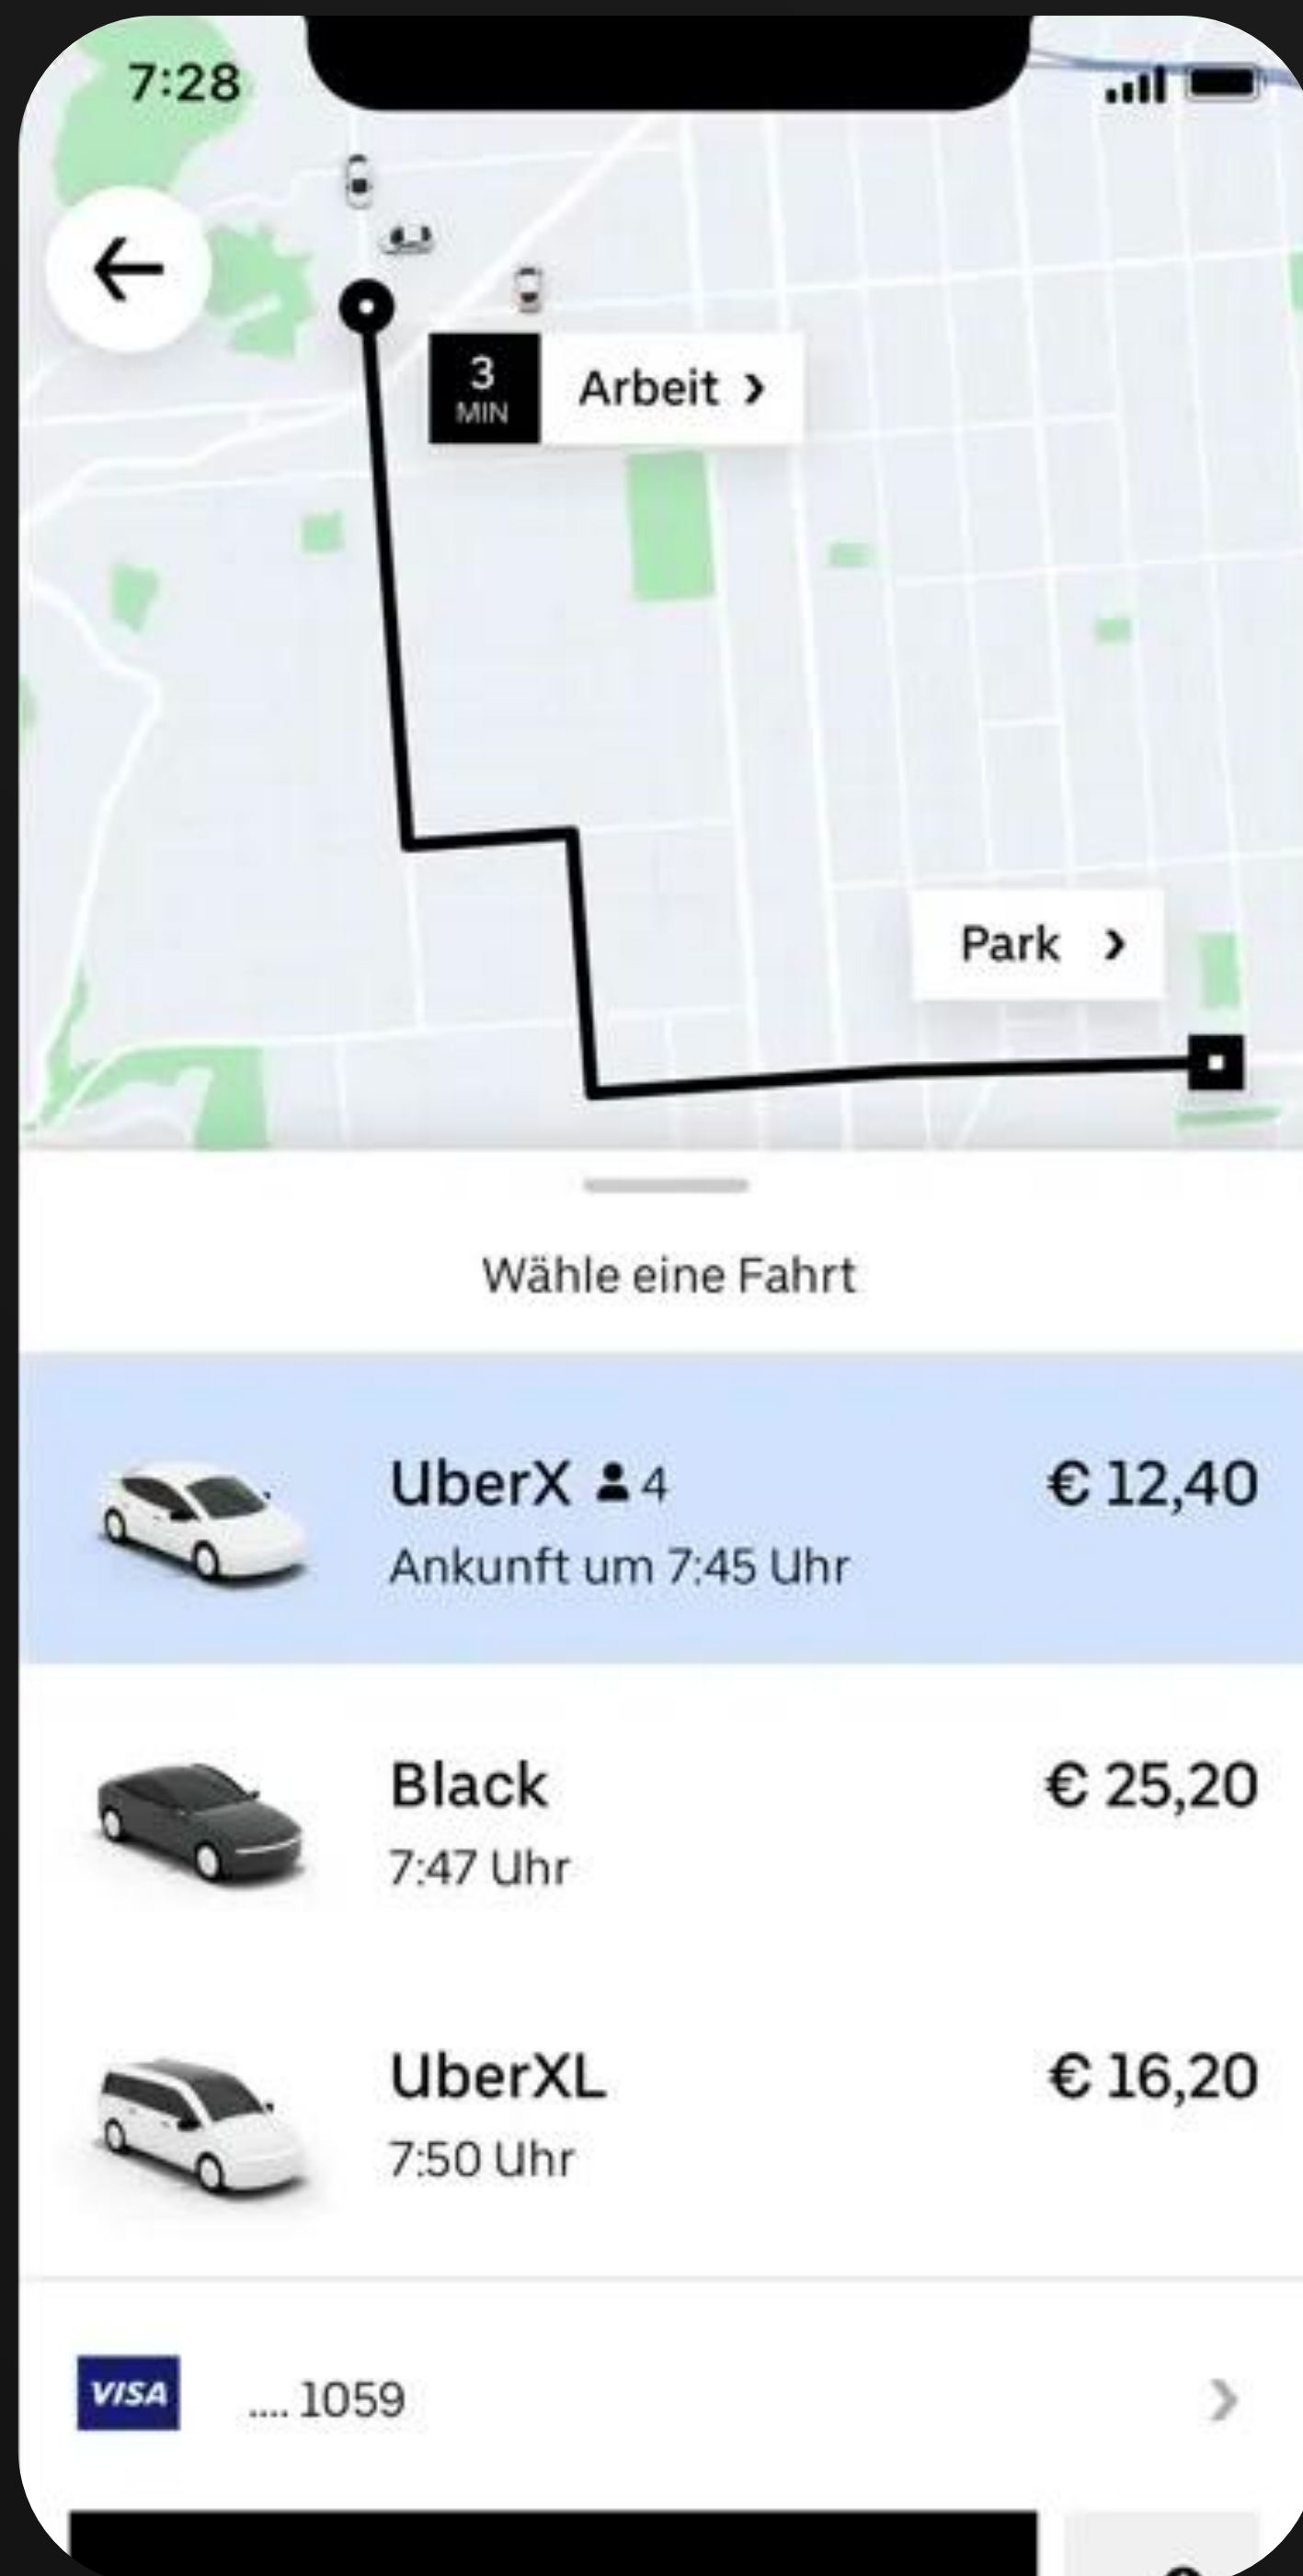 7:28
3
MIN
Arbeit
Park
Wähle eine Fahrt
UberX 4
€ 12,40
Ankunft um 7:45 Uhr
Black
€ 25,20
7:47 Uhr
UberXL
€ 16,20
7:50 Uhr
VISA
.... 1059